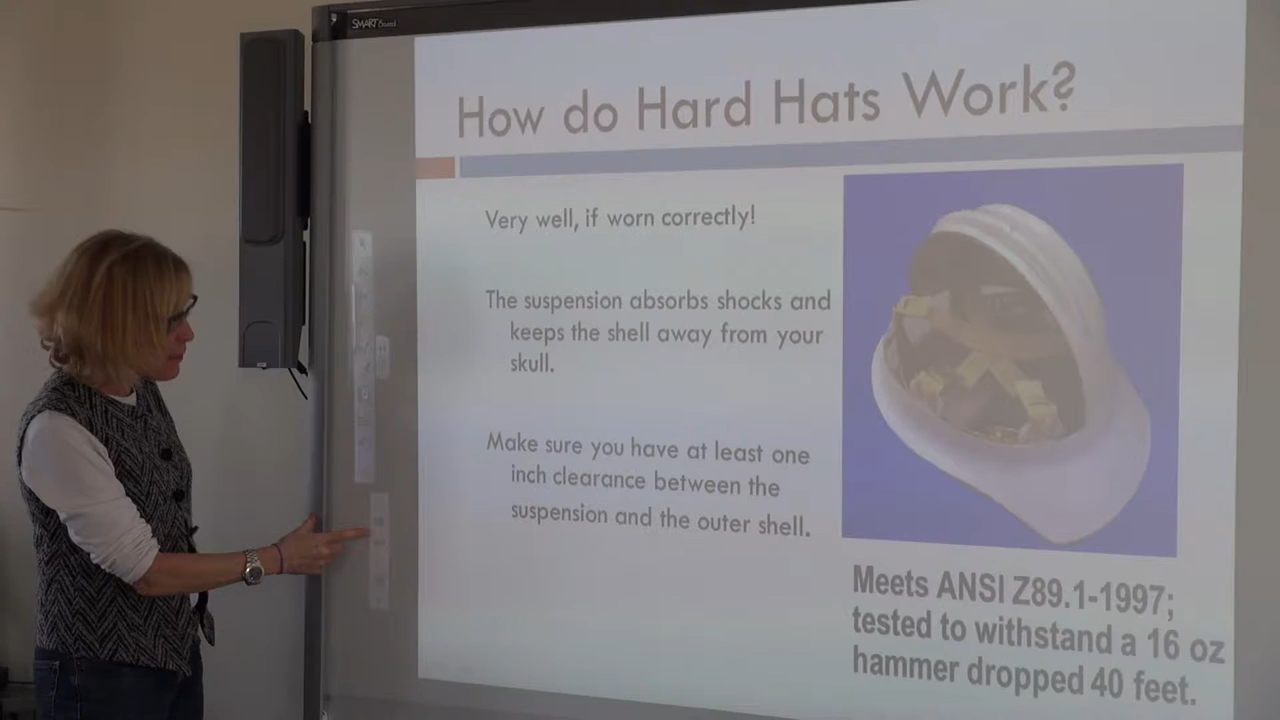 SMART Board
How do Hard Hats Work?
Very well, if worn correctly!
The suspension absorbs shocks and
keeps the shell away from your
skull.
Make sure you have at least one
inch clearance between the
suspension and the outer shell.
Meets ANSI Z89.1-1997;
tested to withstand a 16 oz
hammer dropped 40 feet.